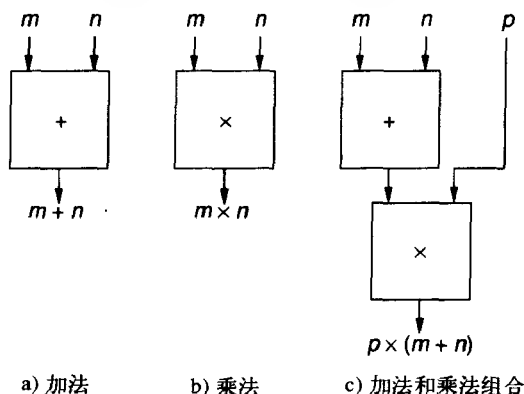 m n m n m n p
+ × +
m + n m × n
×
p × (m + n)
a) 加法 b) 乘法 c) 加法和乘法组合